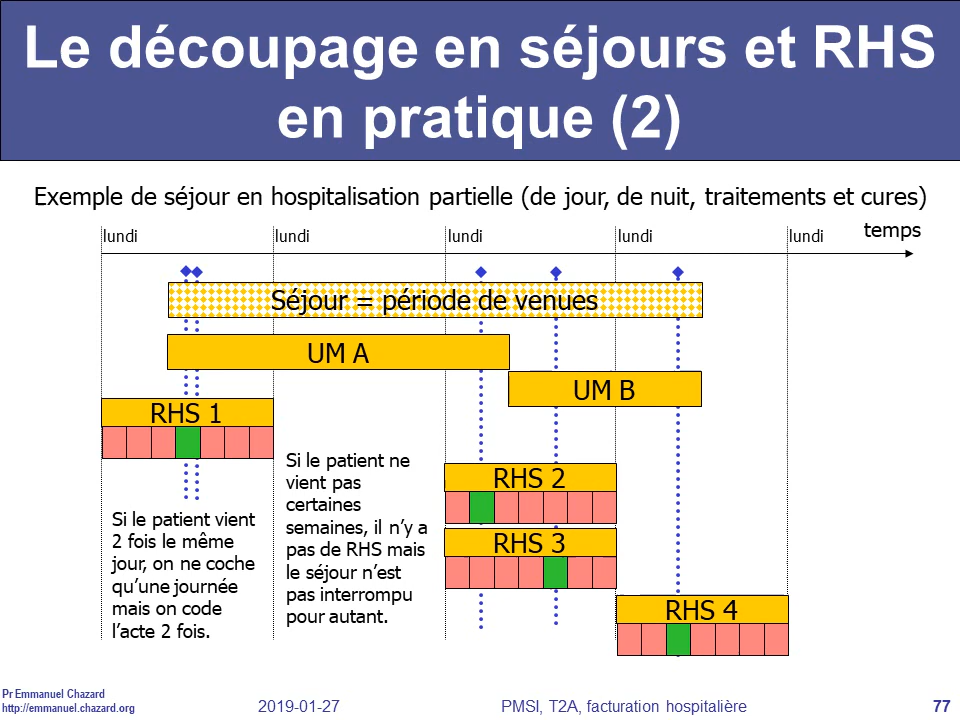 Le découpage en séjours et RHS
en pratique (2)
Exemple de séjour en hospitalisation partielle (de jour, de nuit, traitements et cures)
lundi
lundi
lundi
lundi
lundi
temps
Séjour = période de venues
UM A
UM B
RHS 1
Si le patient vient
2 fois le même
jour, on ne coche
qu’une journée
mais on code
l’acte 2 fois.
Si le patient ne
vient pas
certaines
semaines, il n’y a
pas de RHS mais
le séjour n’est
pas interrompu
pour autant.
RHS 2
RHS 3
RHS 4
Pr Emmanuel Chazard
http://emmanuel.chazard.org
2019-01-27
PMSI, T2A, facturation hospitalière
77